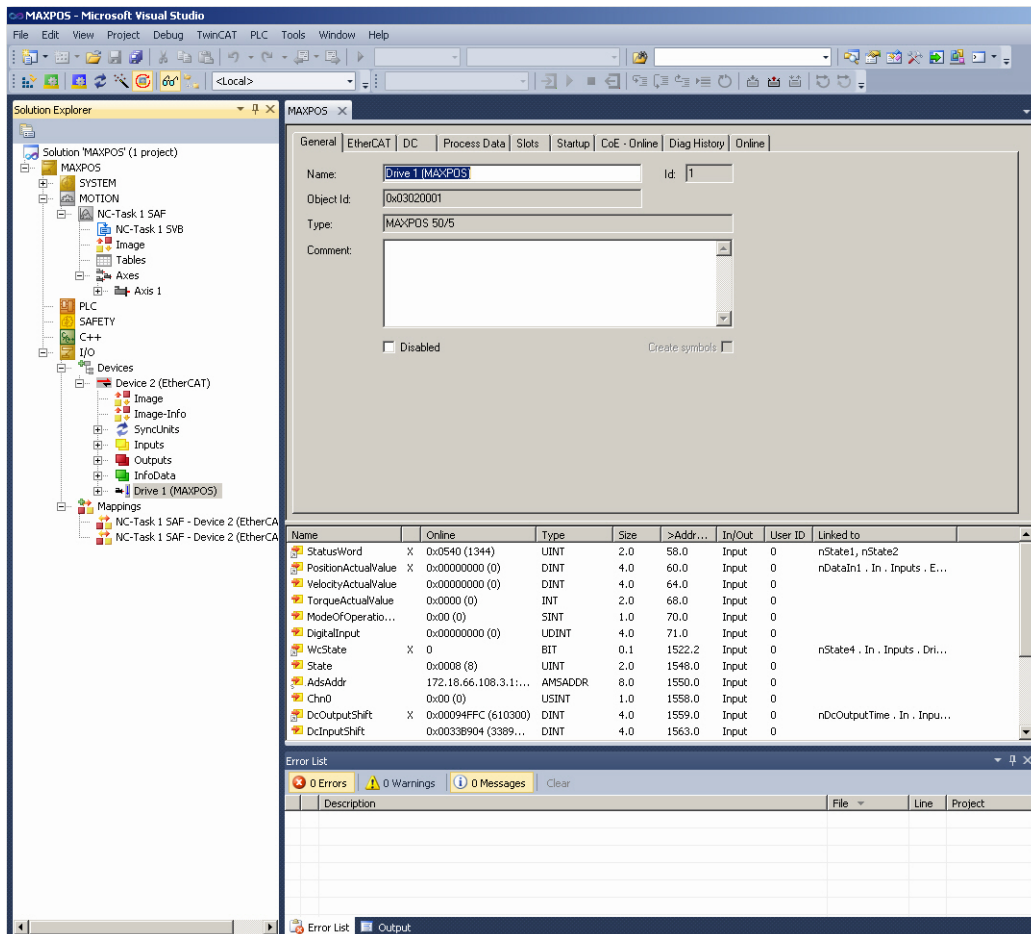 MAXPOS - Microsoft Visual Studio
File Edit View Project Debug TwinCAT PLC Tools Window Help
<Local>
Solution Explorer
Solution 'MAXPOS' (1 project)
MAXPOS
SYSTEM
MOTION
NC-Task 1 SAF
NC-Task 1 SVB
Image
Tables
Axes
Axis 1
PLC
SAFETY
C++
I/O
Devices
Device 2 (EtherCAT)
Image
Image-Info
SyncUnits
Inputs
Outputs
InfoData
Drive 1 (MAXPOS)
Mappings
NC-Task 1 SAF - Device 2 (EtherCA
NC-Task 1 SAF - Device 2 (EtherCA
MAXPOS
General EtherCAT DC Process Data Slots Startup CoE - Online Diag History Online
Name: Drive 1 (MAXPOS) Id: 1
Object Id: 0x03020001
Type: MAXPOS 50/5
Comment:
Disabled Create symbols
Name Online Type Size >Addr... In/Out User ID Linked to
StatusWord X 0x0540 (1344) UINT 2.0 58.0 Input 0 nState1, nState2
PositionActualValue X 0x00000000 (0) DINT 4.0 60.0 Input 0 nDataIn1 . In . Inputs . E...
VelocityActualValue 0x00000000 (0) DINT 4.0 64.0 Input 0
TorqueActualValue 0x0000 (0) INT 2.0 68.0 Input 0
ModeOfOperatio... 0x00 (0) SINT 1.0 70.0 Input 0
DigitalInput 0x00000000 (0) UDINT 4.0 71.0 Input 0
WcState X 0 BIT 0.1 1522.2 Input 0 nState4 . In . Inputs . Dri...
State 0x0008 (8) UINT 2.0 1548.0 Input 0
AdsAddr 172.18.66.108.3.1:... AMSADDR 8.0 1550.0 Input 0
Chn0 0x00 (0) USINT 1.0 1558.0 Input 0
DcOutputShift X 0x00094FFC (610300) DINT 4.0 1559.0 Input 0 nDcOutputTime . In . Inpu...
DcInputShift 0x0033B904 (3389... DINT 4.0 1563.0 Input 0
Error List
0 Errors 0 Warnings 0 Messages Clear
Description File Line Project
Error List Output